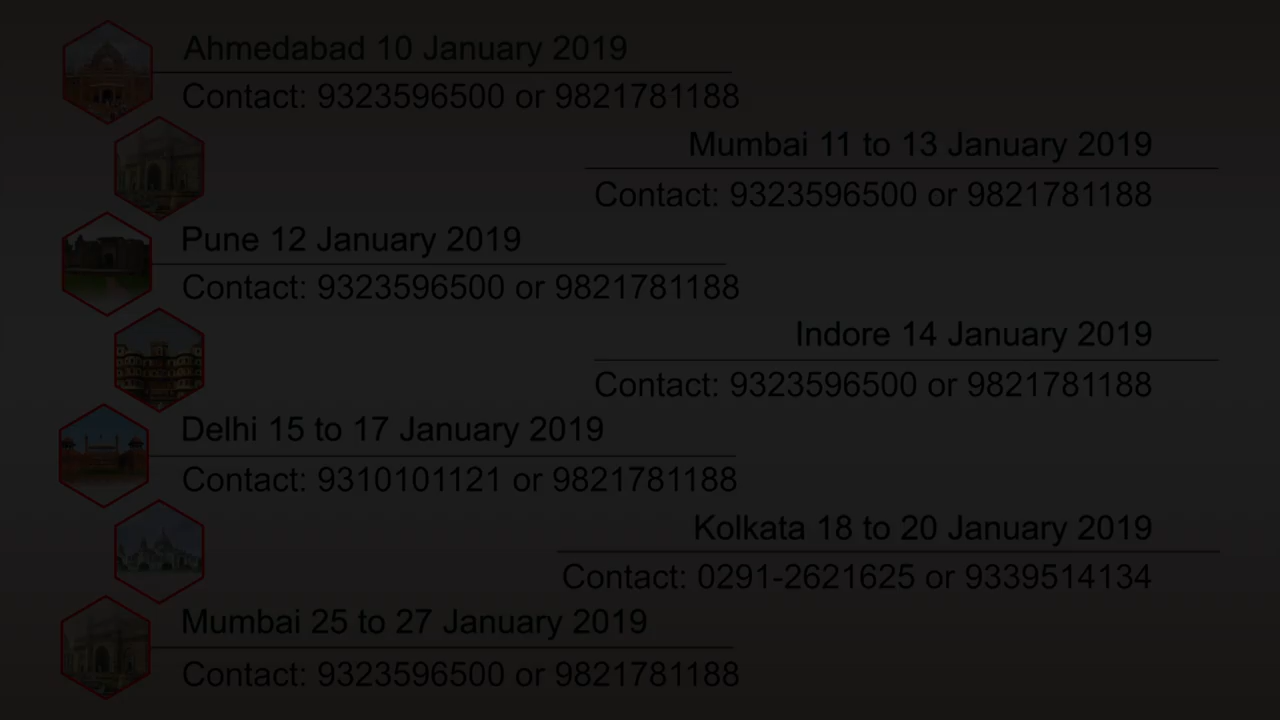 Ahmedabad 10 January 2019
Contact: 9323596500 or 9821781188
Mumbai 11 to 13 January 2019
Contact: 9323596500 or 9821781188
Pune 12 January 2019
Contact: 9323596500 or 9821781188
Indore 14 January 2019
Contact: 9323596500 or 9821781188
Delhi 15 to 17 January 2019
Contact: 9310101121 or 9821781188
Kolkata 18 to 20 January 2019
Contact: 0291-2621625 or 9339514134
Mumbai 25 to 27 January 2019
Contact: 9323596500 or 9821781188